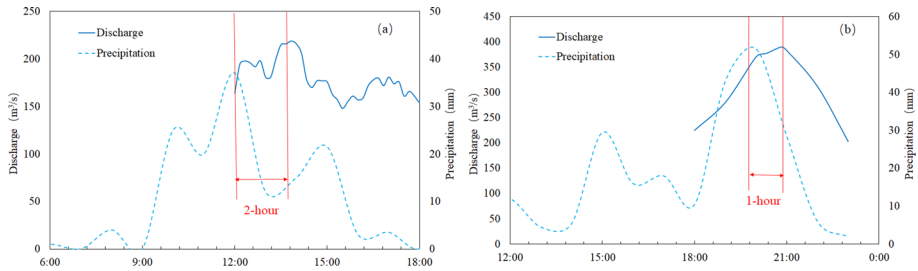 (a)
Discharge
Precipitation
2-hour
Discharge (m³/s)
250
200
150
100
50
0
Precipitation (mm)
50
40
30
20
10
0
6:00 9:00 12:00 15:00 18:00
(b)
Discharge
Precipitation
1-hour
Discharge (m³/s)
450
400
350
300
250
200
150
100
50
0
Precipitation (mm)
60
50
40
30
20
10
0
12:00 15:00 18:00 21:00 0:00